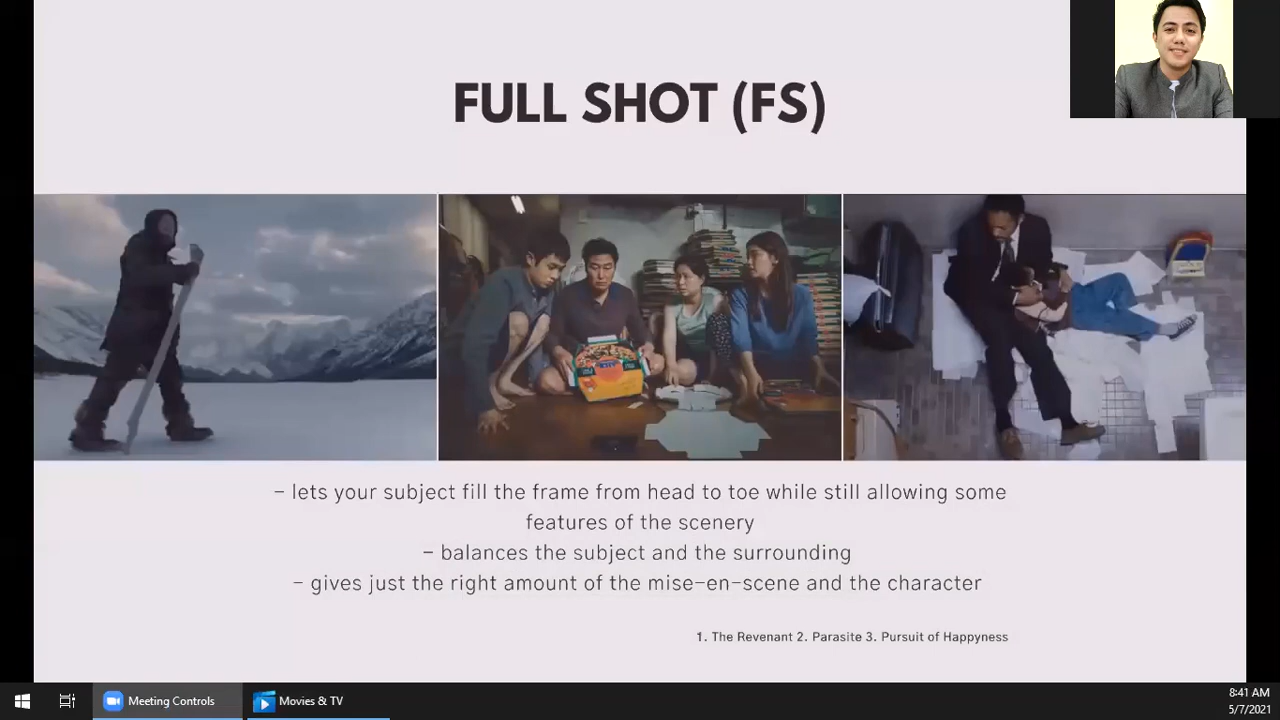 FULL SHOT (FS)
- lets your subject fill the frame from head to toe while still allowing some
features of the scenery
- balances the subject and the surrounding
- gives just the right amount of the mise-en-scene and the character
1. The Revenant 2. Parasite 3. Pursuit of Happyness
Meeting Controls
Movies & TV
8:41 AM
5/7/2021